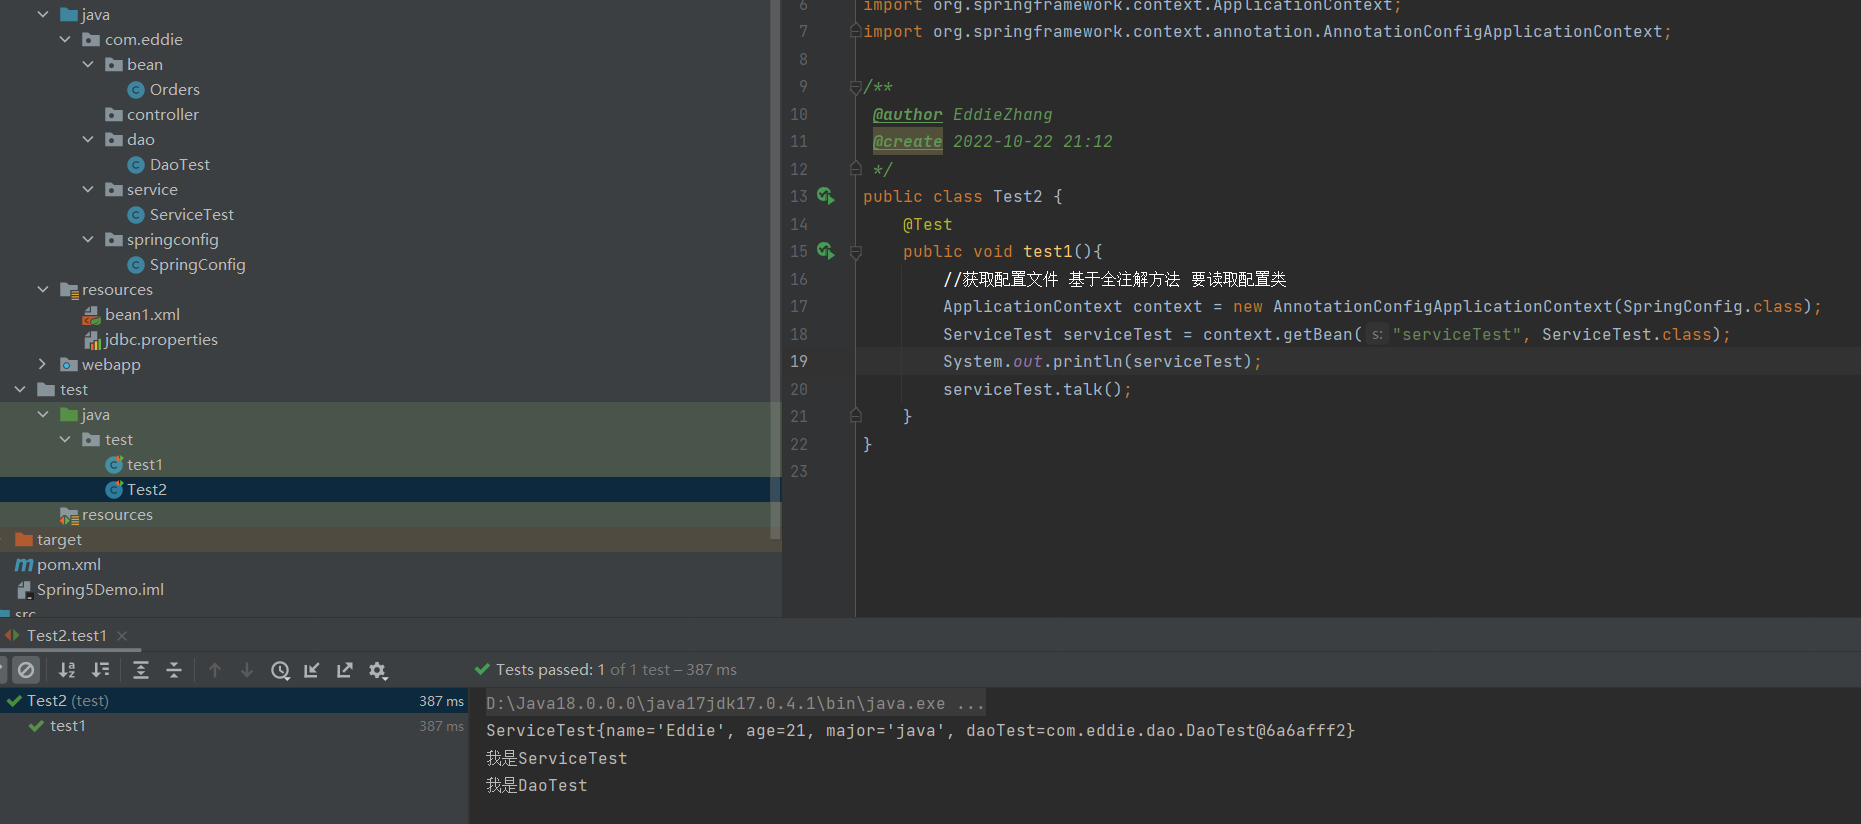 java
com.eddie
bean
Orders
controller
dao
DaoTest
service
ServiceTest
springconfig
SpringConfig
resources
bean1.xml
jdbc.properties
webapp
test
java
test
test1
Test2
resources
target
pom.xml
Spring5Demo.iml
src
6 import org.springframework.context.ApplicationContext;
7 import org.springframework.context.annotation.AnnotationConfigApplicationContext;
8
9 /**
10 @author EddieZhang
11 @create 2022-10-22 21:12
12 */
13 public class Test2 {
14 @Test
15 public void test1(){
16 //获取配置文件 基于全注解方法 要读取配置类
17 ApplicationContext context = new AnnotationConfigApplicationContext(SpringConfig.class);
18 ServiceTest serviceTest = context.getBean( s: "serviceTest", ServiceTest.class);
19 System.out.println(serviceTest);
20 serviceTest.talk();
21 }
22 }
23
Test2.test1
Tests passed: 1 of 1 test – 387 ms
Test2 (test) 387 ms
test1 387 ms
D:\Java18.0.0.0\java17jdk17.0.4.1\bin\java.exe ...
ServiceTest{name='Eddie', age=21, major='java', daoTest=com.eddie.dao.DaoTest@6a6afff2}
我是ServiceTest
我是DaoTest